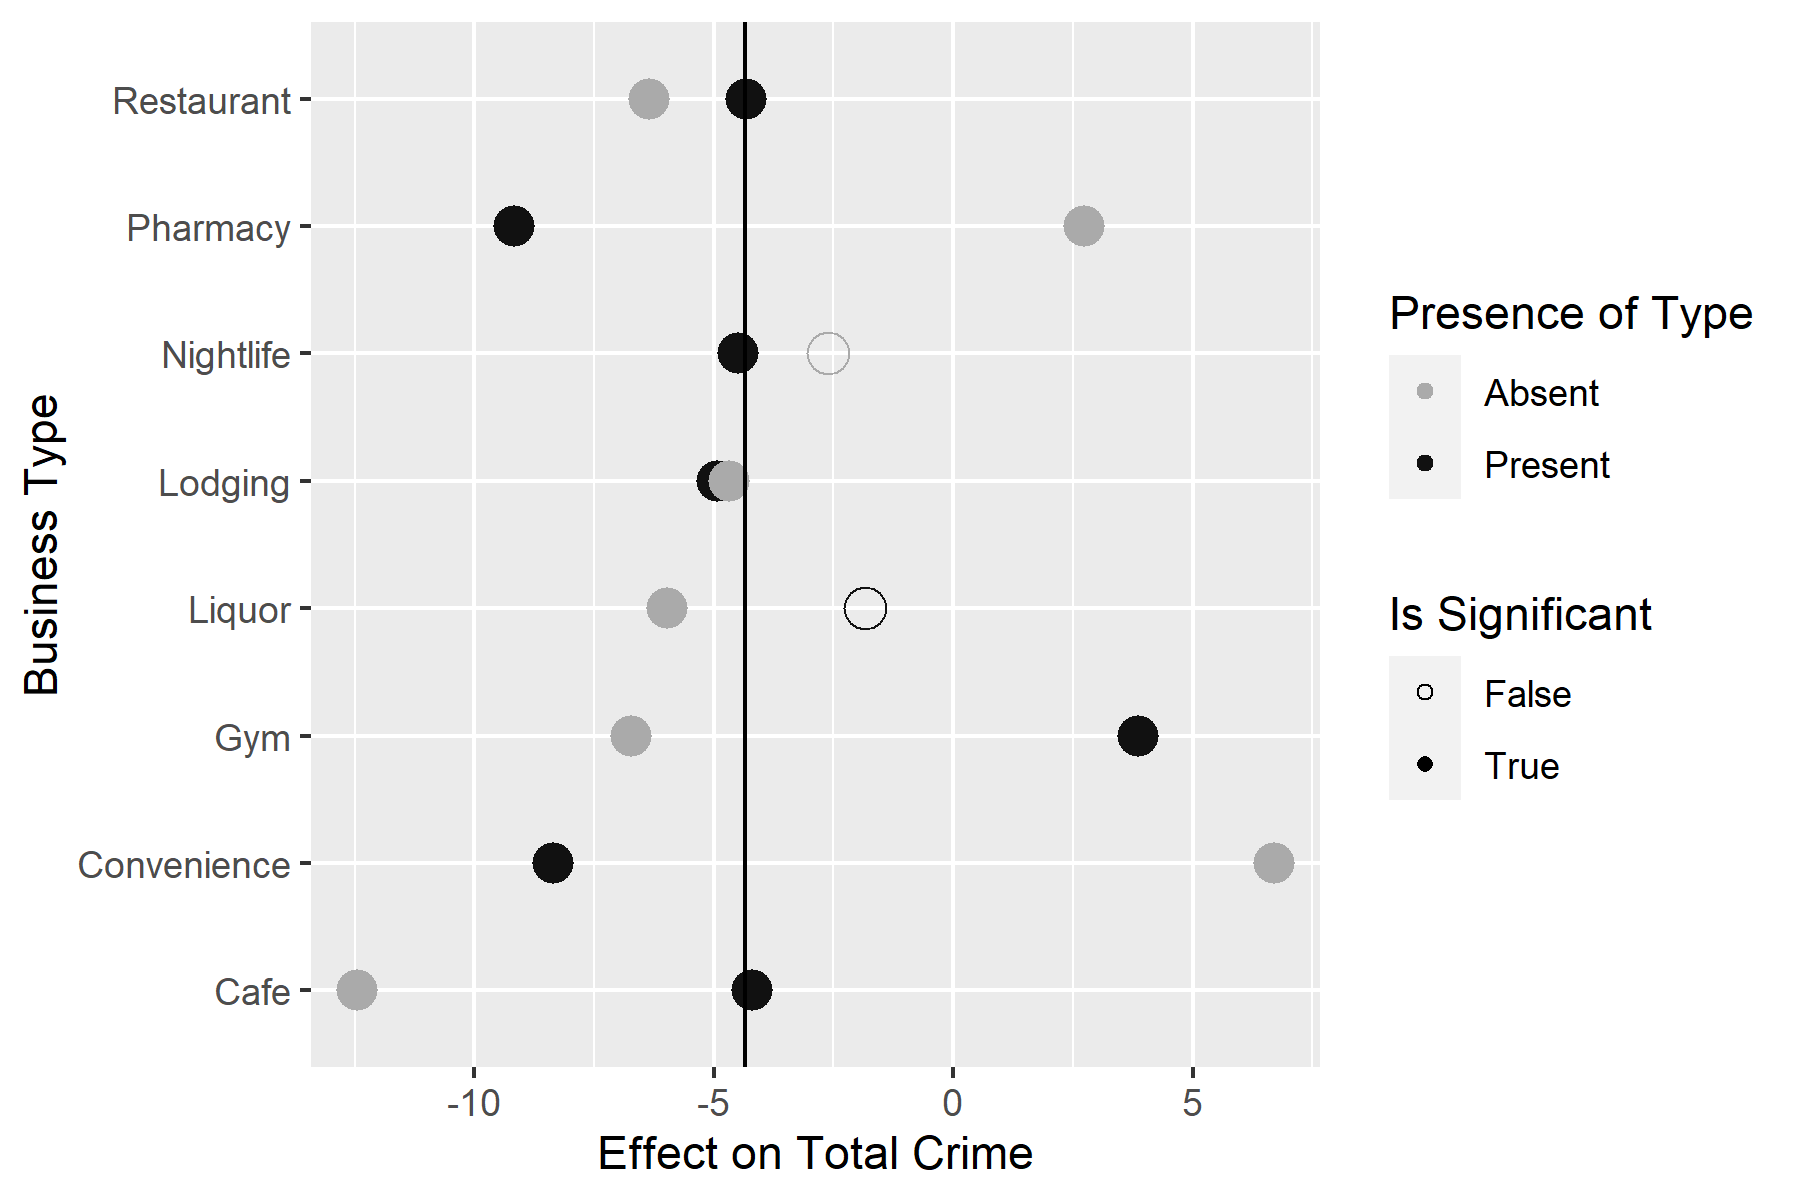 Restaurant
Pharmacy
Nightlife
Lodging
Liquor
Gym
Convenience
Cafe
Business Type
-10
-5
0
5
Effect on Total Crime
Presence of Type
Absent
Present
Is Significant
False
True